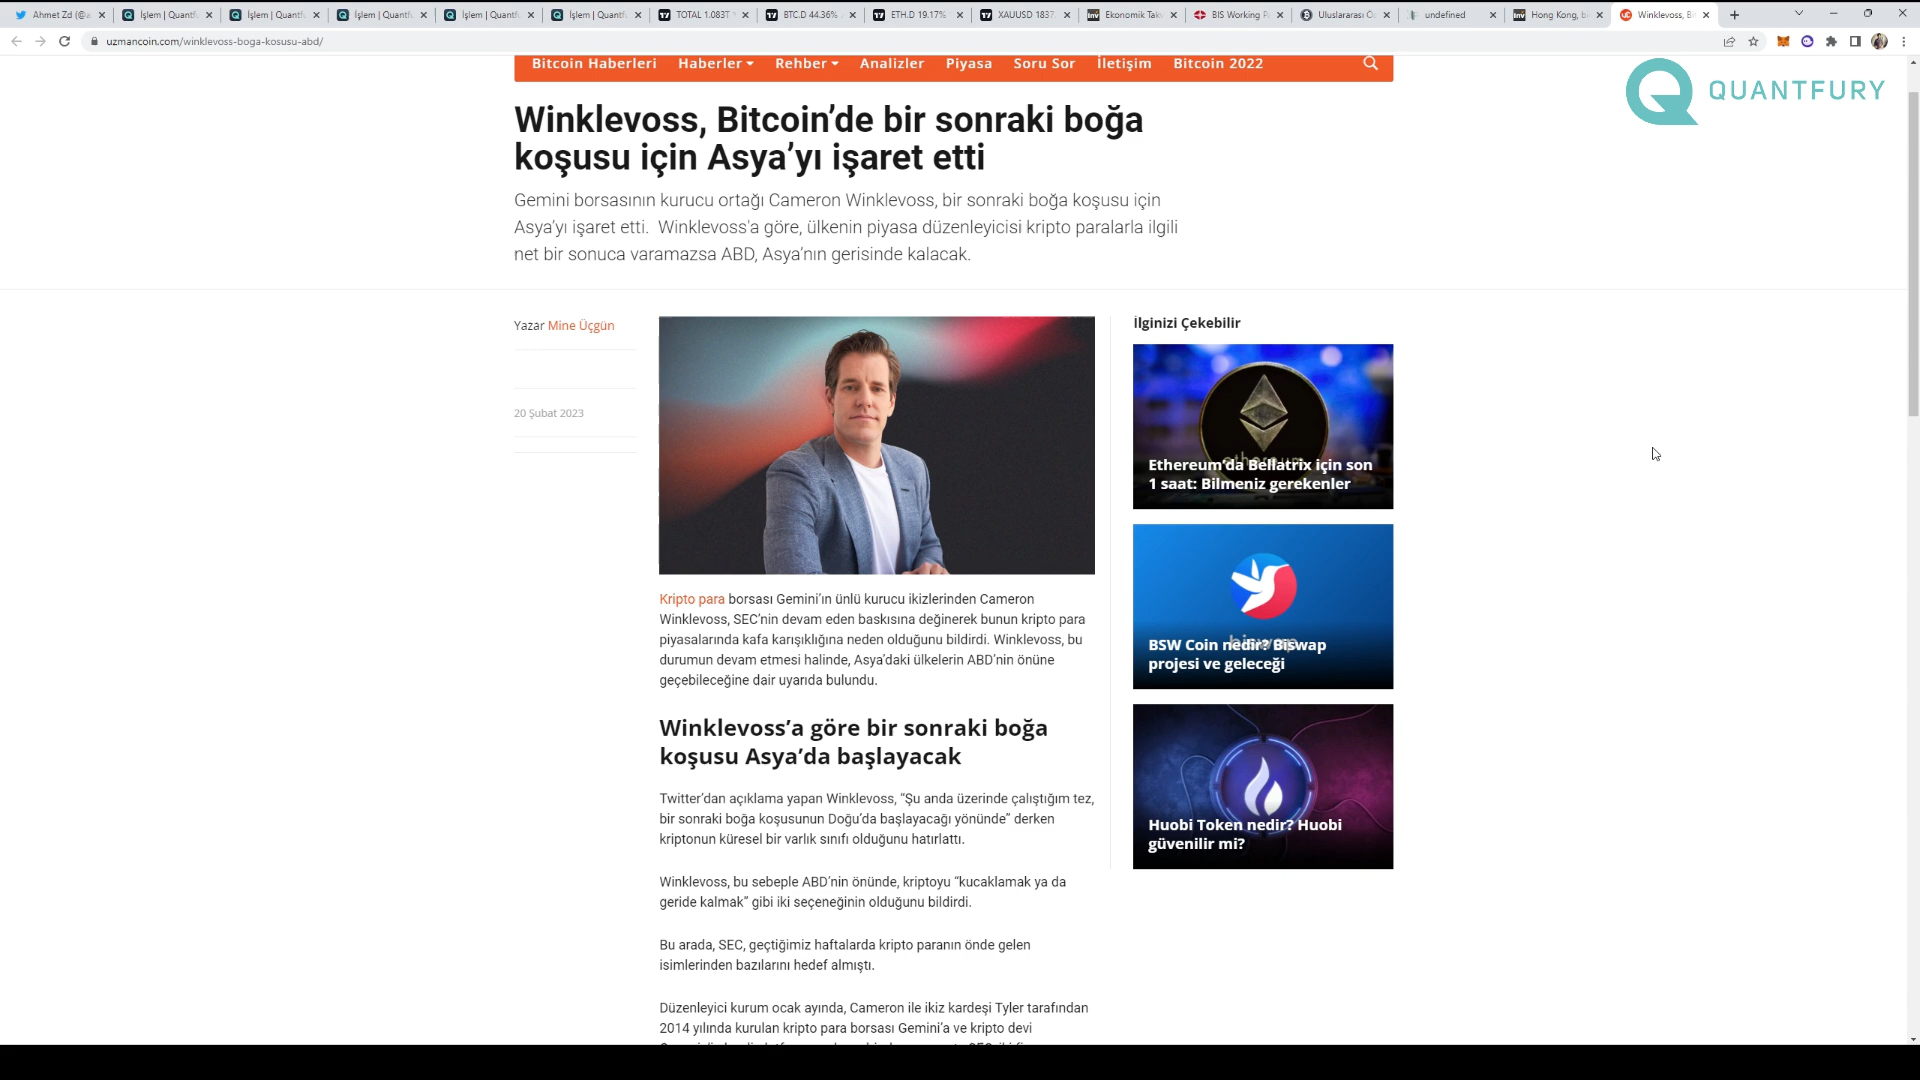 Ahmet Zd (@a
İşlem | Quantfu
İşlem | Quantfu
İşlem | Quantfu
İşlem | Quantfu
İşlem | Quantfu
TOTAL 1.083T
BTC.D 44.36%
ETH.D 19.17%
XAUUSD 1837.
Ekonomik Tak
BIS Working P
Uluslararası Ö
undefined
Hong Kong, b
Winklevoss, B
uzmancoin.com/winklevoss-boga-kosusu-abd/
Bitcoin Haberleri Haberler Rehber Analizler Piyasa Soru Sor İletişim Bitcoin 2022
QUANTFURY
Winklevoss, Bitcoin’de bir sonraki boğa
koşusu için Asya’yı işaret etti
Gemini borsasının kurucu ortağı Cameron Winklevoss, bir sonraki boğa koşusu için
Asya’yı işaret etti. Winklevoss’a göre, ülkenin piyasa düzenleyicisi kripto paralarla ilgili
net bir sonuca varamazsa ABD, Asya’nın gerisinde kalacak.
Yazar Mine Üçgün
20 Şubat 2023
Kripto para borsası Gemini’ın ünlü kurucu ikizlerinden Cameron
Winklevoss, SEC’nin devam eden baskısına değinerek bunun kripto para
piyasalarında kafa karışıklığına neden olduğunu bildirdi. Winklevoss, bu
durumun devam etmesi halinde, Asya’daki ülkelerin ABD’nin önüne
geçebileceğine dair uyarıda bulundu.
Winklevoss’a göre bir sonraki boğa
koşusu Asya’da başlayacak
Twitter’dan açıklama yapan Winklevoss, “Şu anda üzerinde çalıştığım tez,
bir sonraki boğa koşusunun Doğu’da başlayacağı yönünde” derken
kriptonun küresel bir varlık sınıfı olduğunu hatırlattı.
Winklevoss, bu sebeple ABD’nin önünde, kriptoyu “kucaklamak ya da
geride kalmak” gibi iki seçeneğinin olduğunu bildirdi.
Bu arada, SEC, geçtiğimiz haftalarda kripto paranın önde gelen
isimlerinden bazılarını hedef almıştı.
Düzenleyici kurum ocak ayında, Cameron ile ikiz kardeşi Tyler tarafından
2014 yılında kurulan kripto para borsası Gemini’a ve kripto devi
İlginizi Çekebilir
ethereum
Ethereum’da Bellatrix için son
1 saat: Bilmeniz gerekenler
biswap
BSW Coin nedir? Biswap
projesi ve geleceği
Huobi Token nedir? Huobi
güvenilir mi?